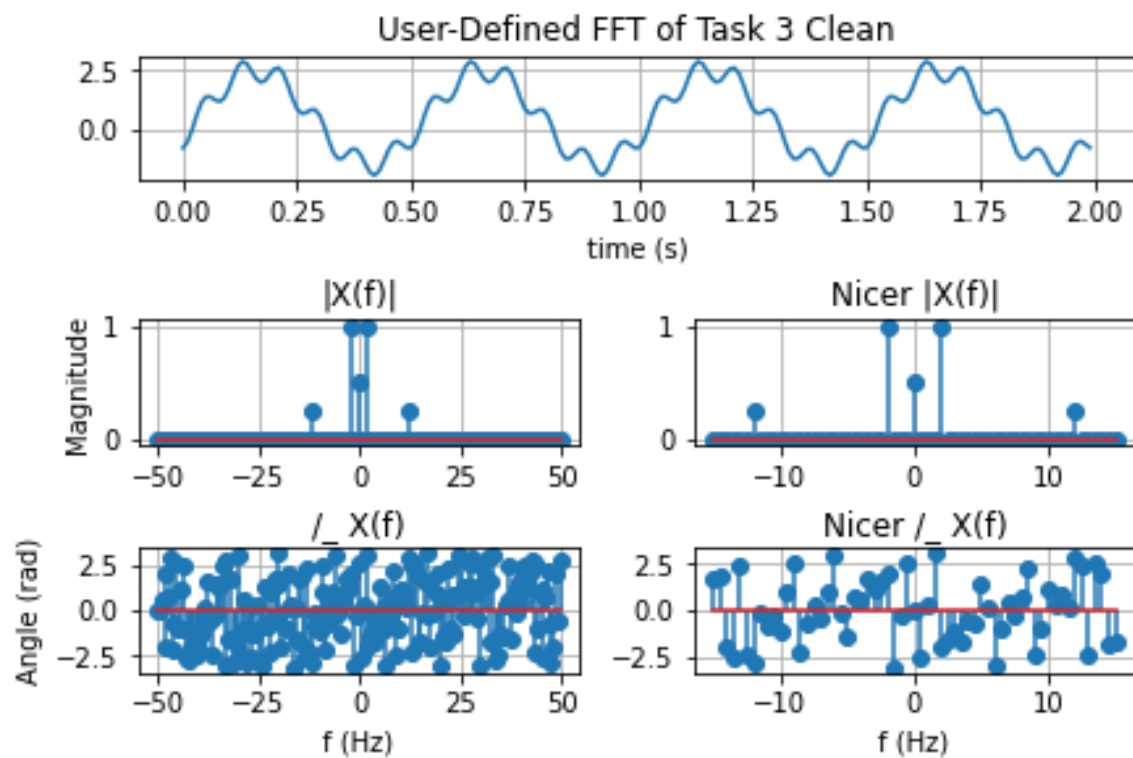 User-Defined FFT of Task 3 Clean
2.5
0.0
0.00 0.25 0.50 0.75 1.00 1.25 1.50 1.75 2.00
time (s)
|X(f)| Nicer |X(f)|
Magnitude
1 1
0 0
−50 −25 0 25 50 −10 0 10
/_ X(f) Nicer /_ X(f)
Angle (rad)
2.5 2.5
0.0 0.0
−2.5 −2.5
−50 −25 0 25 50 −10 0 10
f (Hz) f (Hz)